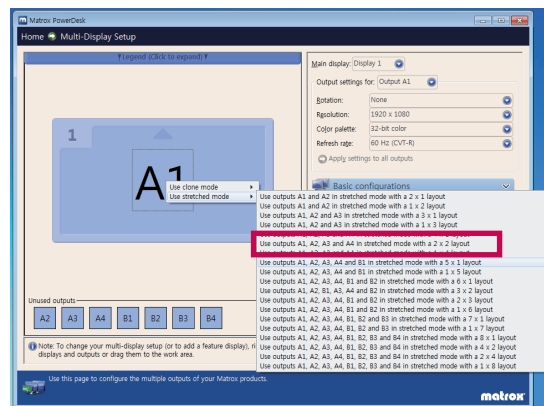 Matrox PowerDesk
Home Multi-Display Setup
Legend (Click to expand)
Main display: Display 1
Output settings for: Output A1
Rotation: None
Resolution: 1920 x 1080
Color palette: 32-bit color
Refresh rate: 60 Hz (CVT-R)
Apply settings to all outputs
Basic configurations
1
A1
Use clone mode
Use stretched mode
Use outputs A1 and A2 in stretched mode with a 2 x 1 layout
Use outputs A1 and A2 in stretched mode with a 1 x 2 layout
Use outputs A1, A2 and A3 in stretched mode with a 3 x 1 layout
Use outputs A1, A2 and A3 in stretched mode with a 1 x 3 layout
Use outputs A1, A2, A3 and A4 in stretched mode with a 2 x 2 layout
Use outputs A1, A2, A3, A4 and B1 in stretched mode with a 5 x 1 layout
Use outputs A1, A2, A3, A4 and B1 in stretched mode with a 1 x 5 layout
Use outputs A1, A2, A3, A4, B1 and B2 in stretched mode with a 6 x 1 layout
Use outputs A1, A2, B1, A3, A4 and B2 in stretched mode with a 3 x 2 layout
Use outputs A1, A2, A3, A4, B1 and B2 in stretched mode with a 2 x 3 layout
Use outputs A1, A2, A3, A4, B1 and B2 in stretched mode with a 1 x 6 layout
Use outputs A1, A2, A3, A4, B1, B2 and B3 in stretched mode with a 7 x 1 layout
Use outputs A1, A2, A3, A4, B1, B2 and B3 in stretched mode with a 1 x 7 layout
Use outputs A1, A2, A3, A4, B1, B2, B3 and B4 in stretched mode with a 8 x 1 layout
Use outputs A1, A2, A3, A4, B1, B2, B3 and B4 in stretched mode with a 4 x 2 layout
Use outputs A1, A2, A3, A4, B1, B2, B3 and B4 in stretched mode with a 2 x 4 layout
Use outputs A1, A2, A3, A4, B1, B2, B3 and B4 in stretched mode with a 1 x 8 layout
Unused outputs
A2 A3 A4 B1 B2 B3 B4
Note: To change your multi-display setup (or to add a feature display), ri
displays and outputs or drag them to the work area.
Use this page to configure the multiple outputs of your Matrox products.
matrox